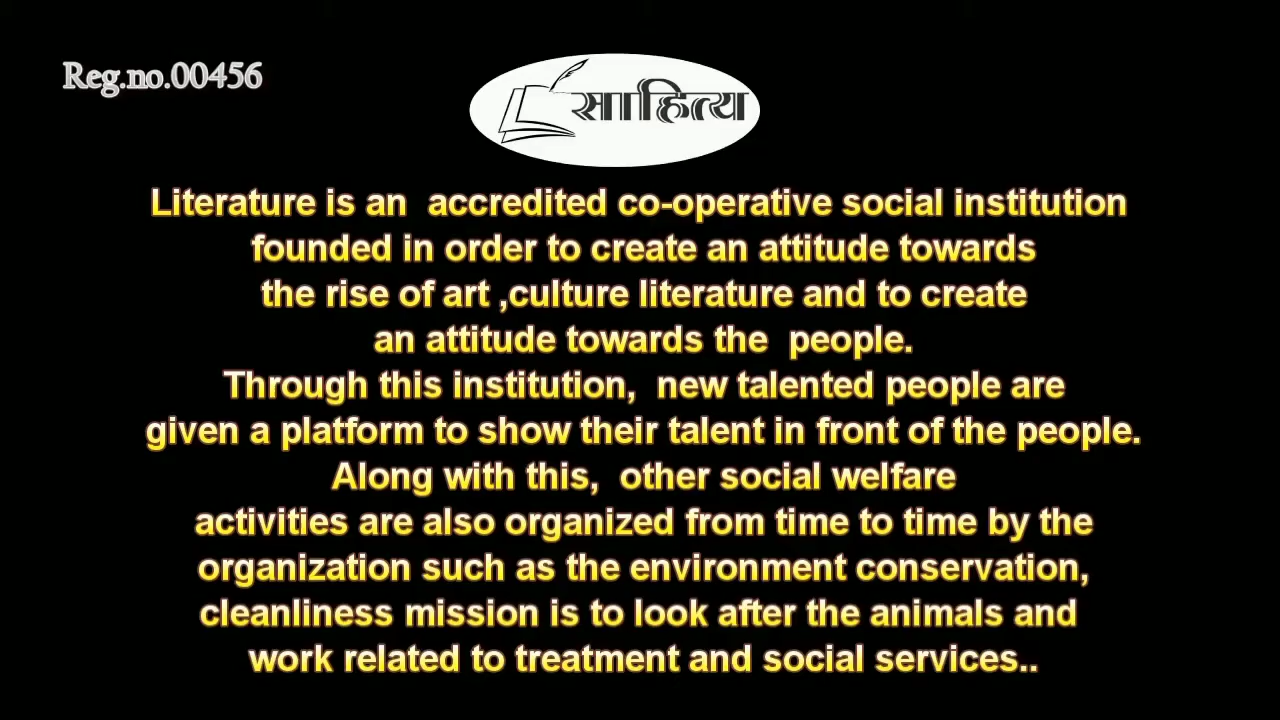 Reg.no.00456
साहित्य
Literature is an  accredited co-operative social institution
founded in order to create an attitude towards
the rise of art ,culture literature and to create
an attitude towards the  people.
Through this institution,  new talented people are
given a platform to show their talent in front of the people.
Along with this,  other social welfare
activities are also organized from time to time by the
organization such as the environment conservation,
cleanliness mission is to look after the animals and
work related to treatment and social services..